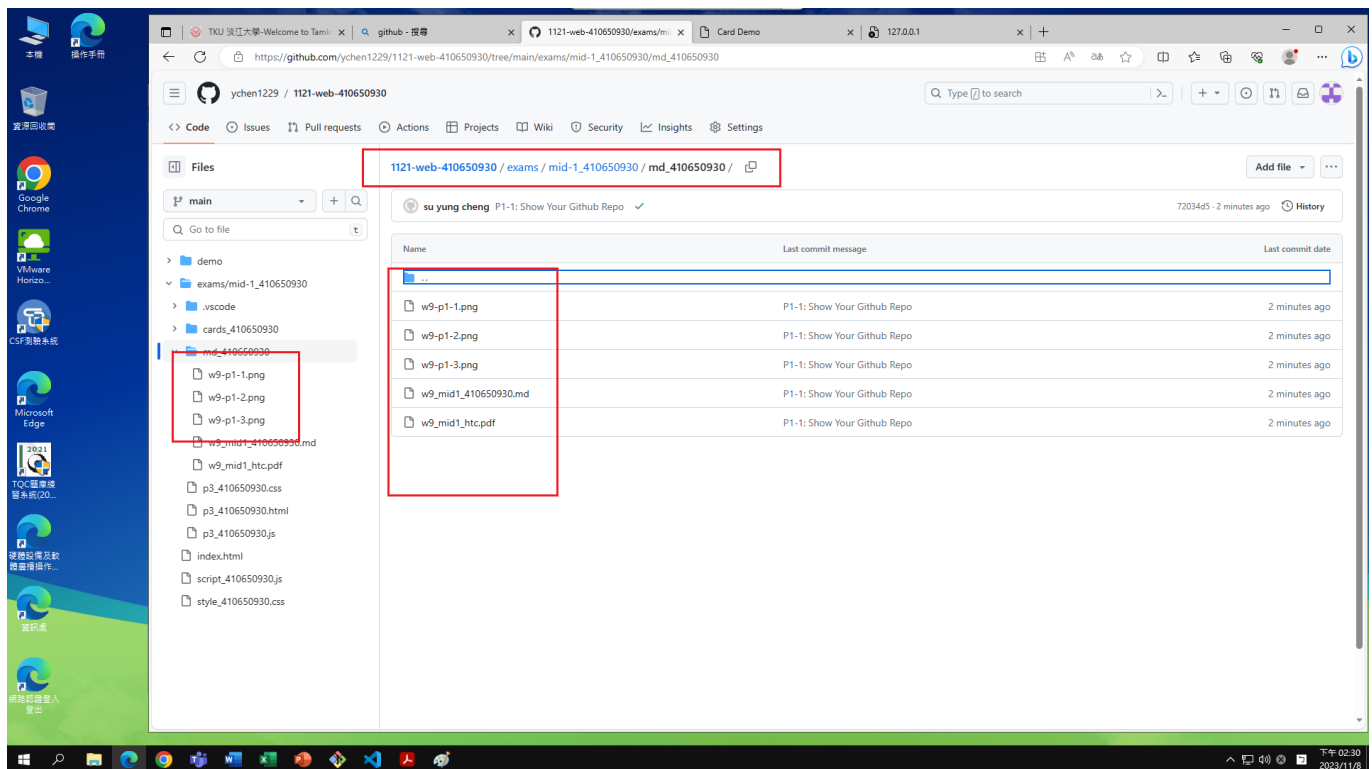 本機
操作手冊
資源回收筒
Google
Chrome
VMware
Horizo...
CSF測驗系統
Microsoft
Edge
2021
TQC題庫練
習系統(20...
硬體設備及軟
體廣播操作...
資訊處
網路認證登入
登出
TKU 淡江大學-Welcome to Tamk
github - 搜尋
1121-web-410650930/exams/mi
Card Demo
127.0.0.1
https://github.com/ychen1229/1121-web-410650930/tree/main/exams/mid-1_410650930/md_410650930
ychen1229 / 1121-web-410650930
Type / to search
Code Issues Pull requests Actions Projects Wiki Security Insights Settings
Files
main
Go to file t
demo
exams/mid-1_410650930
.vscode
cards_410650930
md_410650930
w9-p1-1.png
w9-p1-2.png
w9-p1-3.png
w9_mid1_410650930.md
w9_mid1_htc.pdf
p3_410650930.css
p3_410650930.html
p3_410650930.js
index.html
script_410650930.js
style_410650930.css
1121-web-410650930 / exams / mid-1_410650930 / md_410650930 /
Add file
su yung cheng P1-1: Show Your Github Repo
72034d5 · 2 minutes ago History
Name Last commit message Last commit date
..
w9-p1-1.png P1-1: Show Your Github Repo 2 minutes ago
w9-p1-2.png P1-1: Show Your Github Repo 2 minutes ago
w9-p1-3.png P1-1: Show Your Github Repo 2 minutes ago
w9_mid1_410650930.md P1-1: Show Your Github Repo 2 minutes ago
w9_mid1_htc.pdf P1-1: Show Your Github Repo 2 minutes ago
下午 02:30
2023/11/8